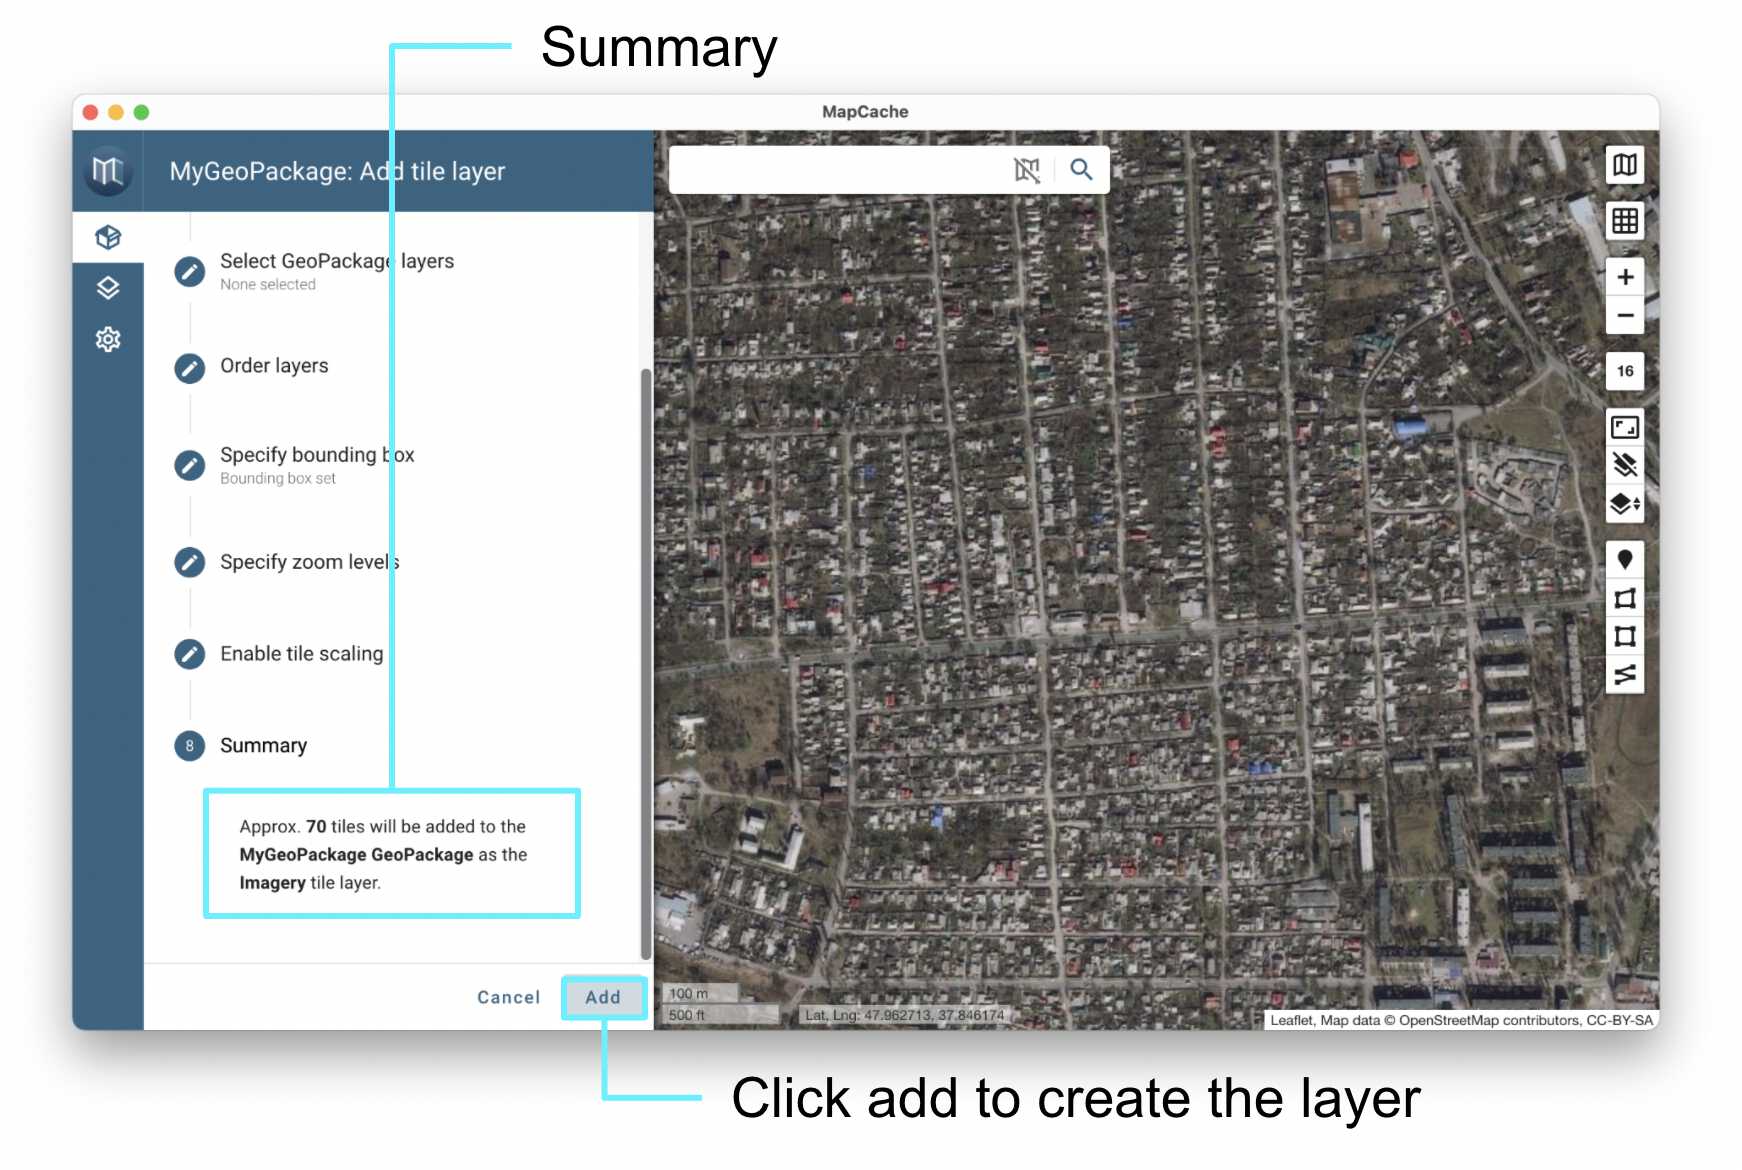 Summary
MapCache
MyGeoPackage: Add tile layer
Select GeoPackage layers
None selected
Order layers
Specify bounding box
Bounding box set
Specify zoom levels
Enable tile scaling
8 Summary
Approx. 70 tiles will be added to the
MyGeoPackage GeoPackage as the
Imagery tile layer.
Cancel Add
+
−
16
100 m
500 ft
Lat, Lng: 47.962713, 37.846174
Leaflet, Map data © OpenStreetMap contributors, CC-BY-SA
Click add to create the layer